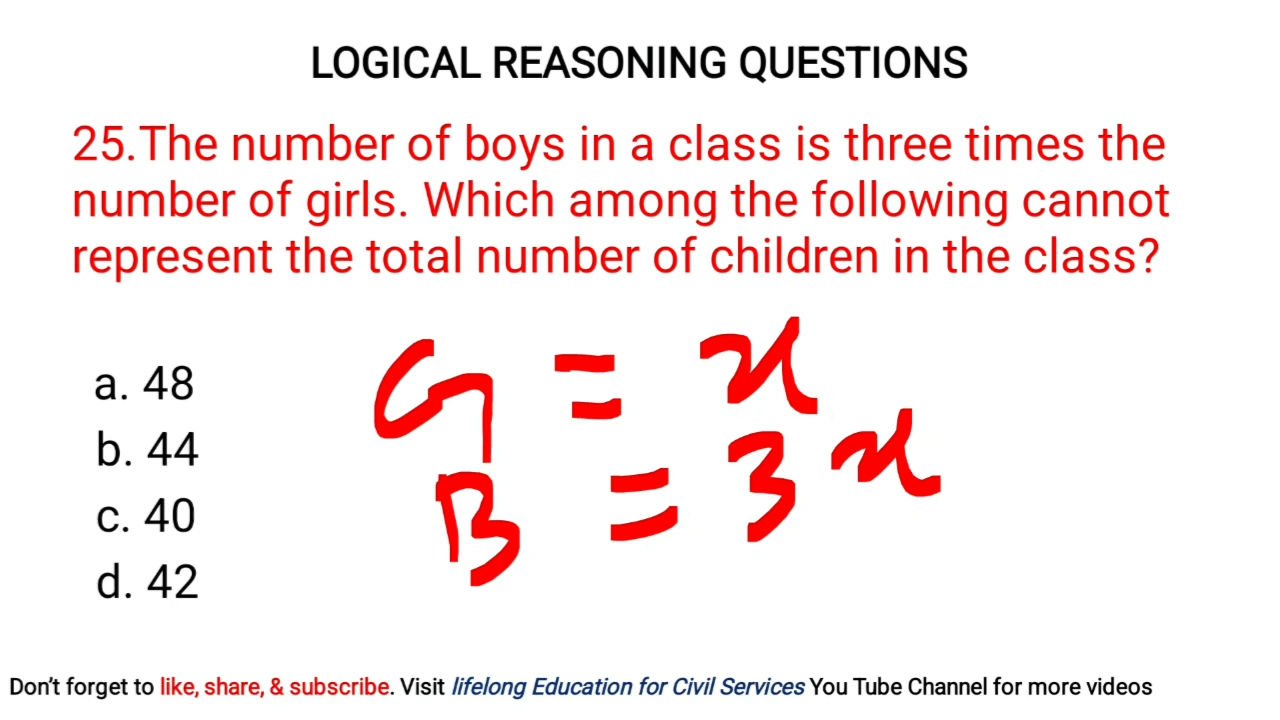 LOGICAL REASONING QUESTIONS
25.The number of boys in a class is three times the
number of girls. Which among the following cannot
represent the total number of children in the class?
a. 48
b. 44
c. 40
d. 42
G = x
B = 3x
Don't forget to like, share, & subscribe. Visit lifelong Education for Civil Services You Tube Channel for more videos